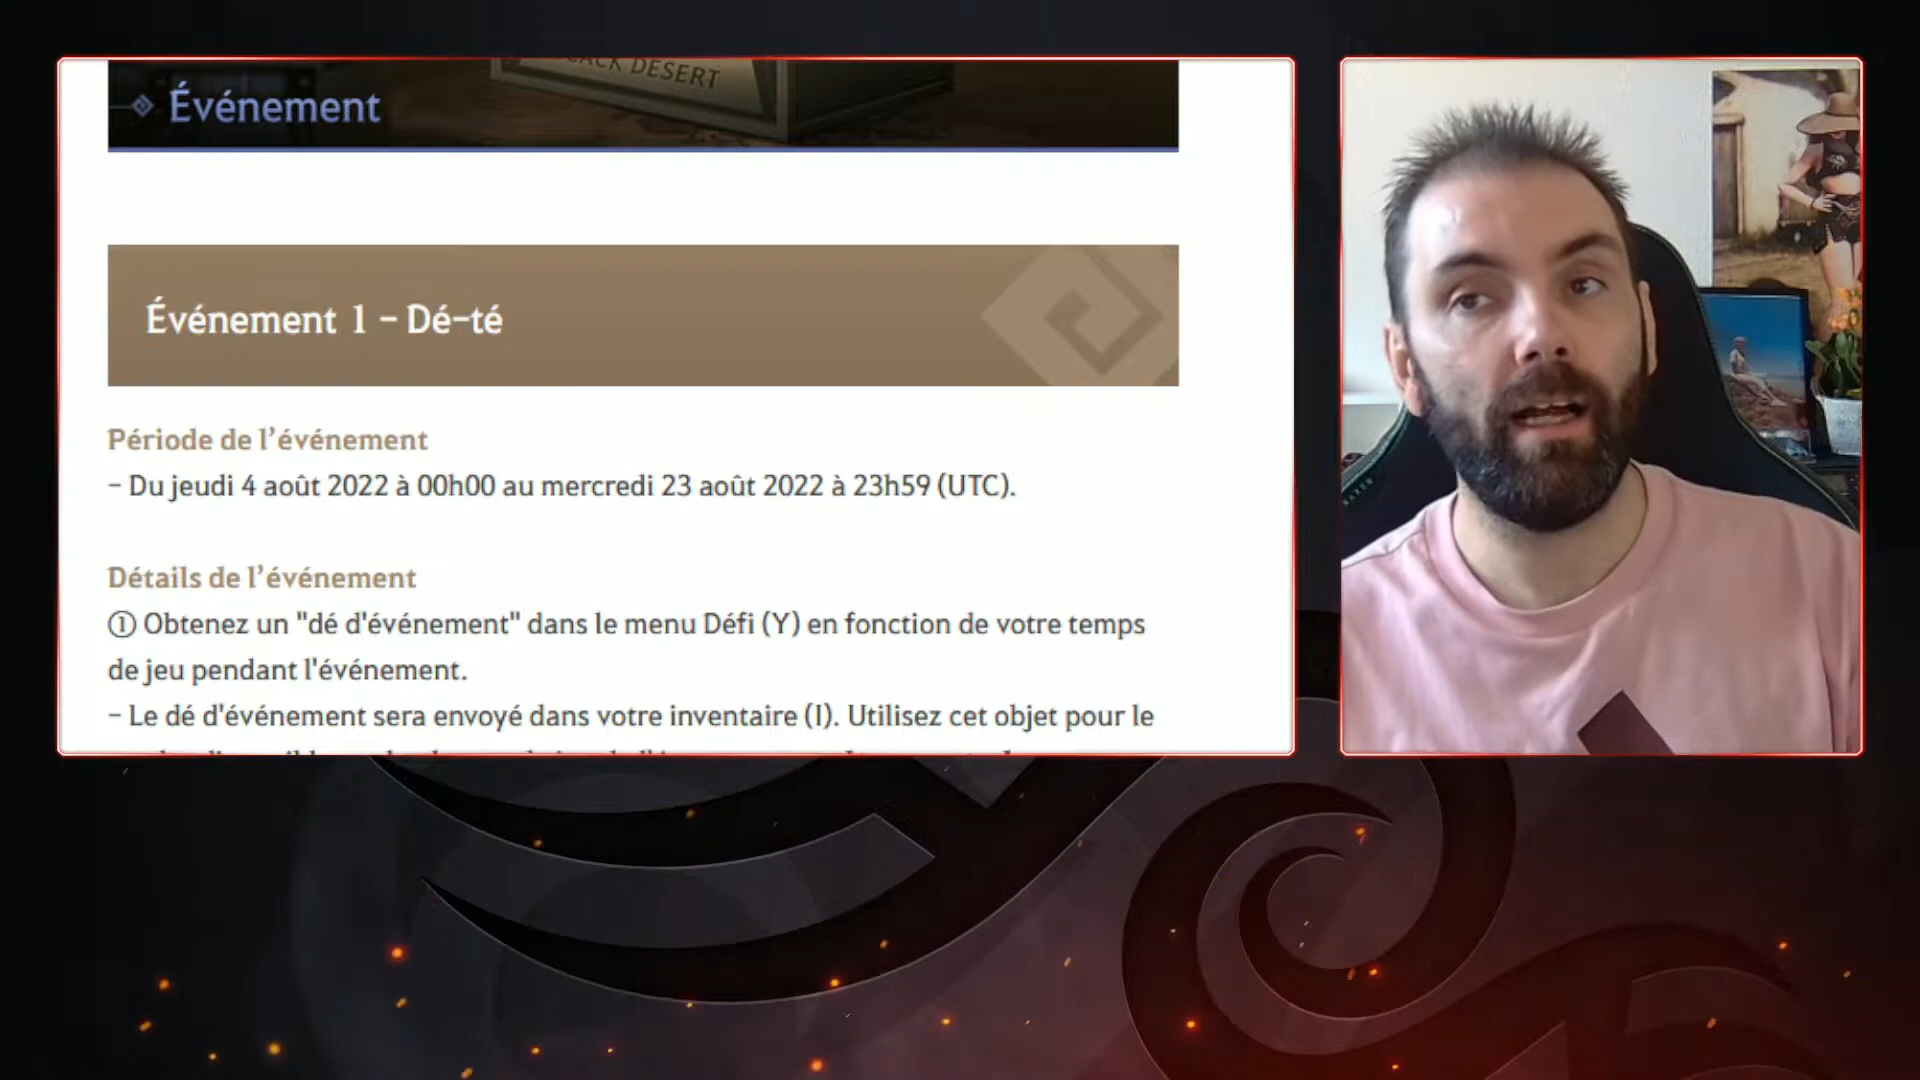 BLACK DESERT
Événement
Événement 1 – Dé-té
Période de l’événement
– Du jeudi 4 août 2022 à 00h00 au mercredi 23 août 2022 à 23h59 (UTC).
Détails de l’événement
① Obtenez un "dé d'événement" dans le menu Défi (Y) en fonction de votre temps
de jeu pendant l'événement.
– Le dé d'événement sera envoyé dans votre inventaire (I). Utilisez cet objet pour le